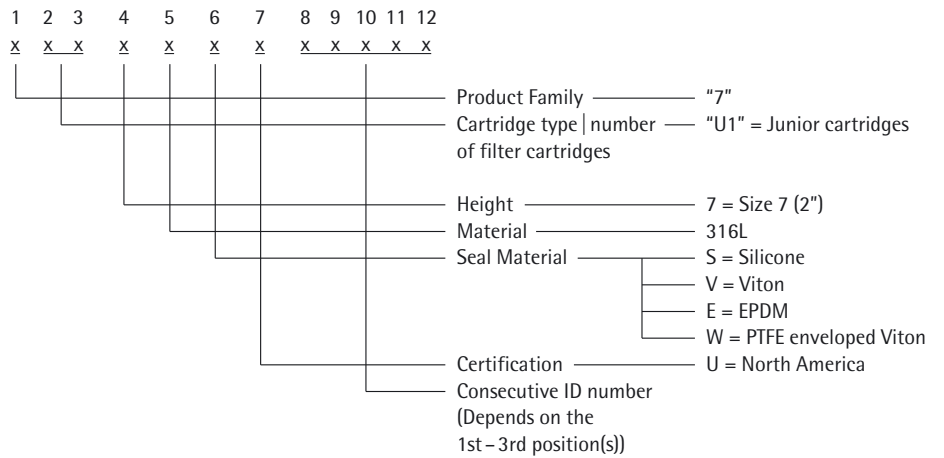 1 2 3 4 5 6 7 8 9 10 11 12
x x x x x x x x x x x x
Product Family “7”
Cartridge type | number “U1” = Junior cartridges
of filter cartridges
Height 7 = Size 7 (2”)
Material 316L
Seal Material S = Silicone
V = Viton
E = EPDM
W = PTFE enveloped Viton
Certification U = North America
Consecutive ID number
(Depends on the
1st – 3rd position(s))